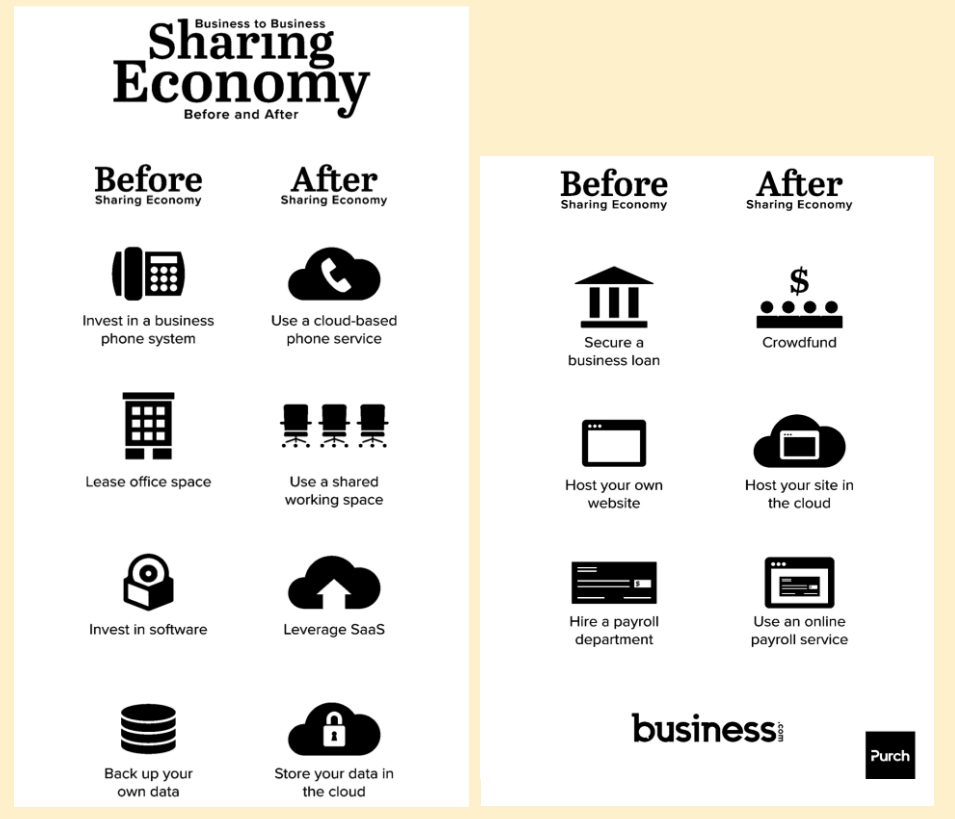 Business to Business
Sharing
Economy
Before and After
Before
Sharing Economy
After
Sharing Economy
Invest in a business
phone system
Use a cloud-based
phone service
Lease office space
Use a shared
working space
Invest in software
Leverage SaaS
Back up your
own data
Store your data in
the cloud
Before
Sharing Economy
After
Sharing Economy
$
Secure a
business loan
Crowdfund
Host your own
website
Host your site in
the cloud
$
$
Hire a payroll
department
Use an online
payroll service
business.com
Purch